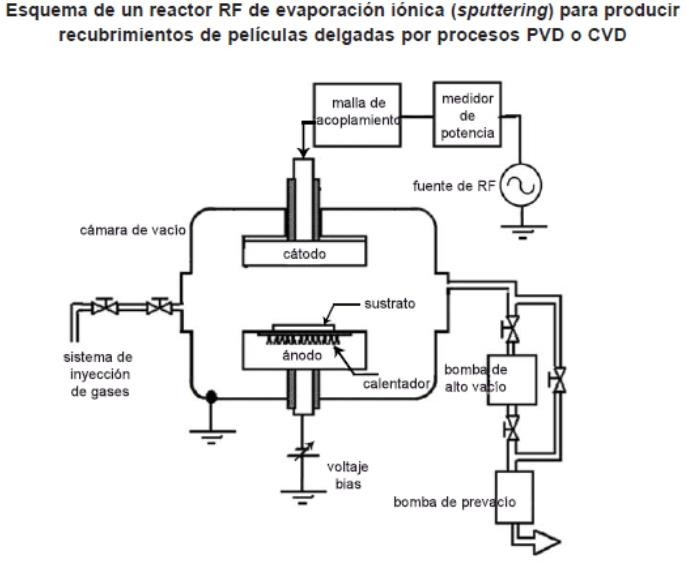 Esquema de un reactor RF de evaporación iónica (sputtering) para producir
recubrimientos de películas delgadas por procesos PVD o CVD
malla de
acoplamiento
medidor
de
potencia
fuente de RF
cámara de vacio
cátodo
sustrato
ánodo
calentador
sistema de
inyección
de gases
bomba de
alto vacío
voltaje
bias
bomba de prevacio